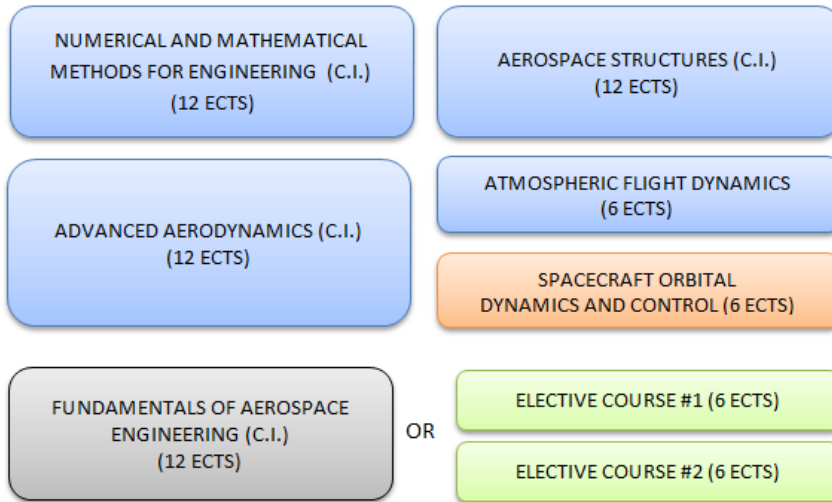 NUMERICAL AND MATHEMATICAL
METHODS FOR ENGINEERING (C.I.)
(12 ECTS)
AEROSPACE STRUCTURES (C.I.)
(12 ECTS)
ADVANCED AERODYNAMICS (C.I.)
(12 ECTS)
ATMOSPHERIC FLIGHT DYNAMICS
(6 ECTS)
SPACECRAFT ORBITAL
DYNAMICS AND CONTROL (6 ECTS)
FUNDAMENTALS OF AEROSPACE
ENGINEERING (C.I.)
(12 ECTS)
OR
ELECTIVE COURSE #1 (6 ECTS)
ELECTIVE COURSE #2 (6 ECTS)